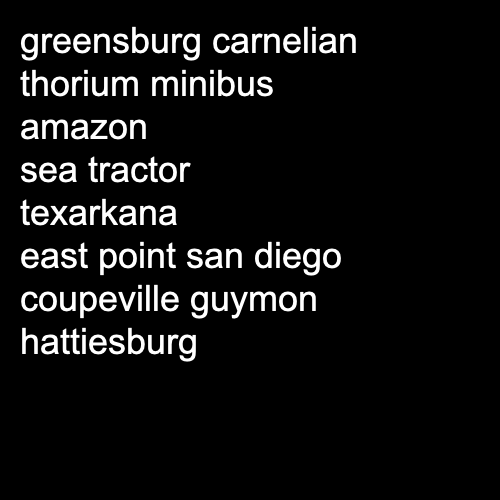 greensburg carnelian
thorium minibus
amazon
sea tractor
texarkana
east point san diego
coupeville guymon
hattiesburg